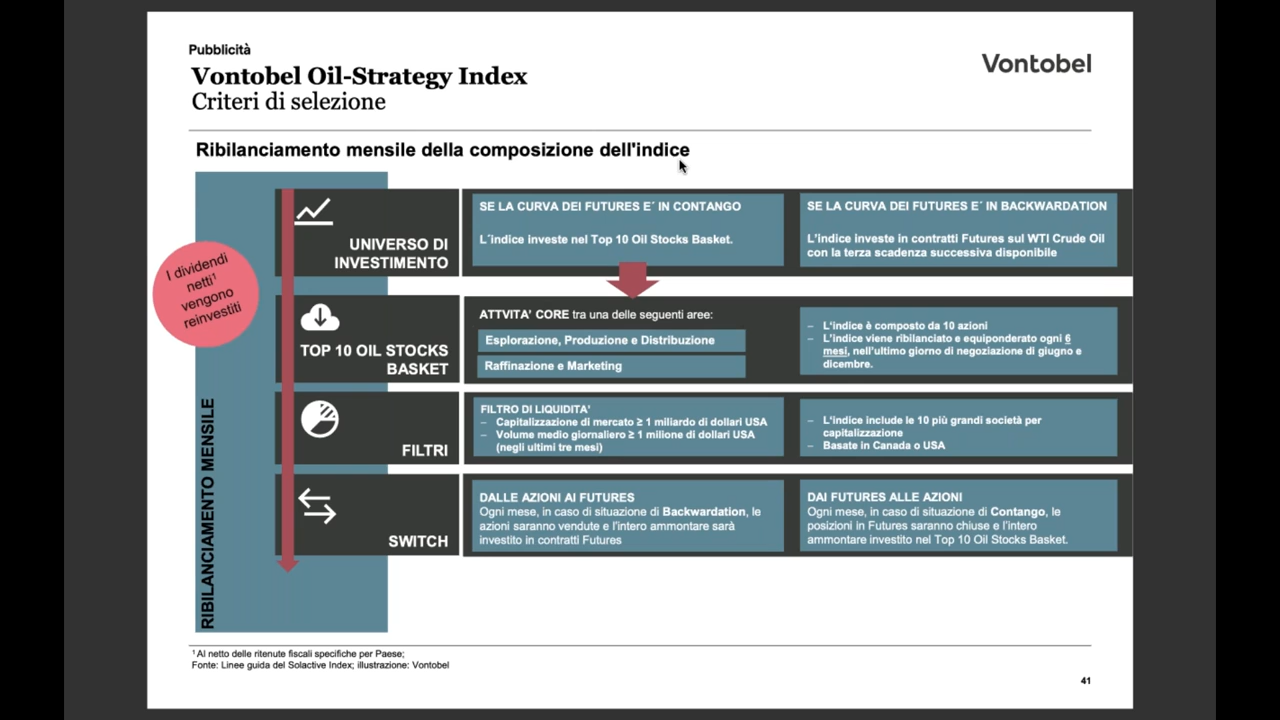 Pubblicità
Vontobel Oil-Strategy Index
Criteri di selezione
Vontobel
Ribilanciamento mensile della composizione dell'indice
I dividendi
netti¹
vengono
reinvestiti
RIBILANCIAMENTO MENSILE
UNIVERSO DI
INVESTIMENTO
SE LA CURVA DEI FUTURES E´ IN CONTANGO
L´indice investe nel Top 10 Oil Stocks Basket.
SE LA CURVA DEI FUTURES E´ IN BACKWARDATION
L'indice investe in contratti Futures sul WTI Crude Oil
con la terza scadenza successiva disponibile
TOP 10 OIL STOCKS
BASKET
ATTVITA' CORE tra una delle seguenti aree:
Esplorazione, Produzione e Distribuzione
Raffinazione e Marketing
– L'indice è composto da 10 azioni
– L'indice viene ribilanciato e equiponderato ogni 6
mesi, nell'ultimo giorno di negoziazione di giugno e
dicembre.
FILTRI
FILTRO DI LIQUIDITA'
– Capitalizzazione di mercato ≥ 1 miliardo di dollari USA
– Volume medio giornaliero ≥ 1 milione di dollari USA
(negli ultimi tre mesi)
– L'indice include le 10 più grandi società per
capitalizzazione
– Basate in Canada o USA
SWITCH
DALLE AZIONI AI FUTURES
Ogni mese, in caso di situazione di Backwardation, le
azioni saranno vendute e l'intero ammontare sarà
investito in contratti Futures
DAI FUTURES ALLE AZIONI
Ogni mese, in caso di situazione di Contango, le
posizioni in Futures saranno chiuse e l'intero
ammontare investito nel Top 10 Oil Stocks Basket.
¹ Al netto delle ritenute fiscali specifiche per Paese;
Fonte: Linee guida del Solactive Index; illustrazione: Vontobel
41